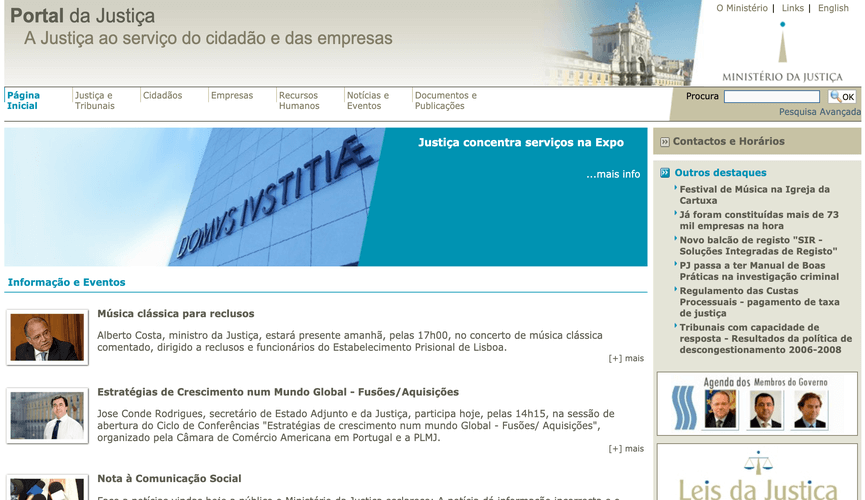 Portal da Justiça
A Justiça ao serviço do cidadão e das empresas
O Ministério | Links | English
MINISTÉRIO DA JUSTIÇA
Página
Inicial
Justiça e
Tribunais
Cidadãos
Empresas
Recursos
Humanos
Notícias e
Eventos
Documentos e
Publicações
Procura
OK
Pesquisa Avançada
DOMVS IVSTITIÆ
Justiça concentra serviços na Expo
...mais info
Informação e Eventos
Música clássica para reclusos
Alberto Costa, ministro da Justiça, estará presente amanhã, pelas 17h00, no concerto de música clássica
comentado, dirigido a reclusos e funcionários do Estabelecimento Prisional de Lisboa.
[+] mais
Estratégias de Crescimento num Mundo Global - Fusões/Aquisições
Jose Conde Rodrigues, secretário de Estado Adjunto e da Justiça, participa hoje, pelas 14h15, na sessão de
abertura do Ciclo de Conferências "Estratégias de crescimento num mundo Global - Fusões/ Aquisições",
organizado pela Câmara de Comércio Americana em Portugal e a PLMJ.
[+] mais
Nota à Comunicação Social
Contactos e Horários
Outros destaques
Festival de Música na Igreja da
Cartuxa
Já foram constituídas mais de 73
mil empresas na hora
Novo balcão de registo "SIR -
Soluções Integradas de Registo"
PJ passa a ter Manual de Boas
Práticas na investigação criminal
Regulamento das Custas
Processuais - pagamento de taxa
de justiça
Tribunais com capacidade de
resposta - Resultados da política de
descongestionamento 2006-2008
Agenda dos Membros do Governo
Leis da Justiça